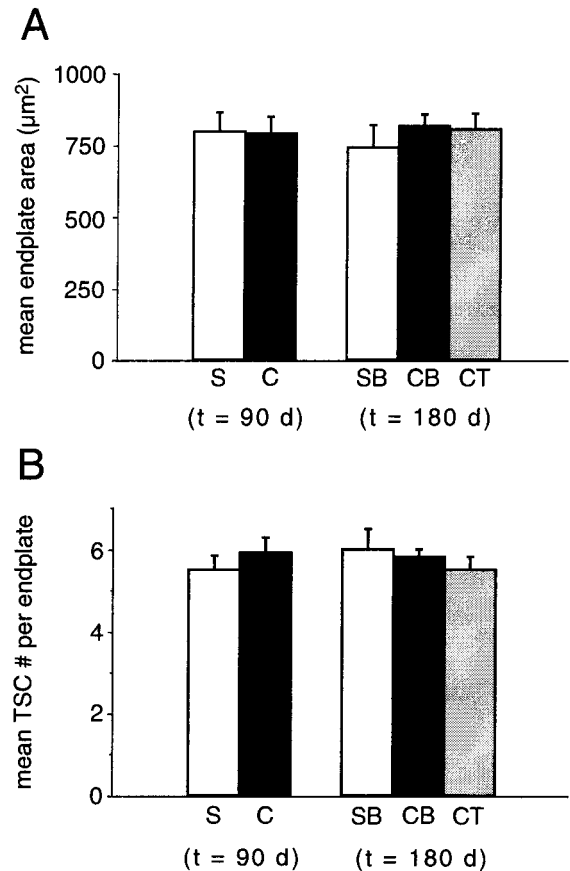 A
mean endplate area (µm²)
1000
750
500
250
0
S C SB CB CT
(t = 90 d) (t = 180 d)
B
mean TSC # per endplate
6
4
2
0
S C SB CB CT
(t = 90 d) (t = 180 d)